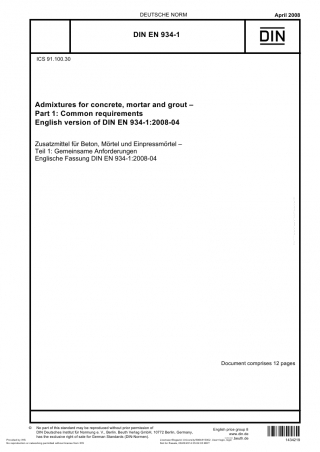 DEUTSCHE NORM
April 2008
DIN EN 934-1
DIN
ICS 91.100.30
Admixtures for concrete, mortar and grout –
Part 1: Common requirements
English version of DIN EN 934-1:2008-04
Zusatzmittel für Beton, Mörtel und Einpressmörtel –
Teil 1: Gemeinsame Anforderungen
Englische Fassung DIN EN 934-1:2008-04
Document comprises 12 pages
© No part of this standard may be reproduced without prior permission of
DIN Deutsches Institut für Normung e. V., Berlin. Beuth Verlag GmbH, 10772 Berlin, Germany,
has the exclusive right of sale for German Standards (DIN-Normen).
English price group 8
www.din.de
www.beuth.de